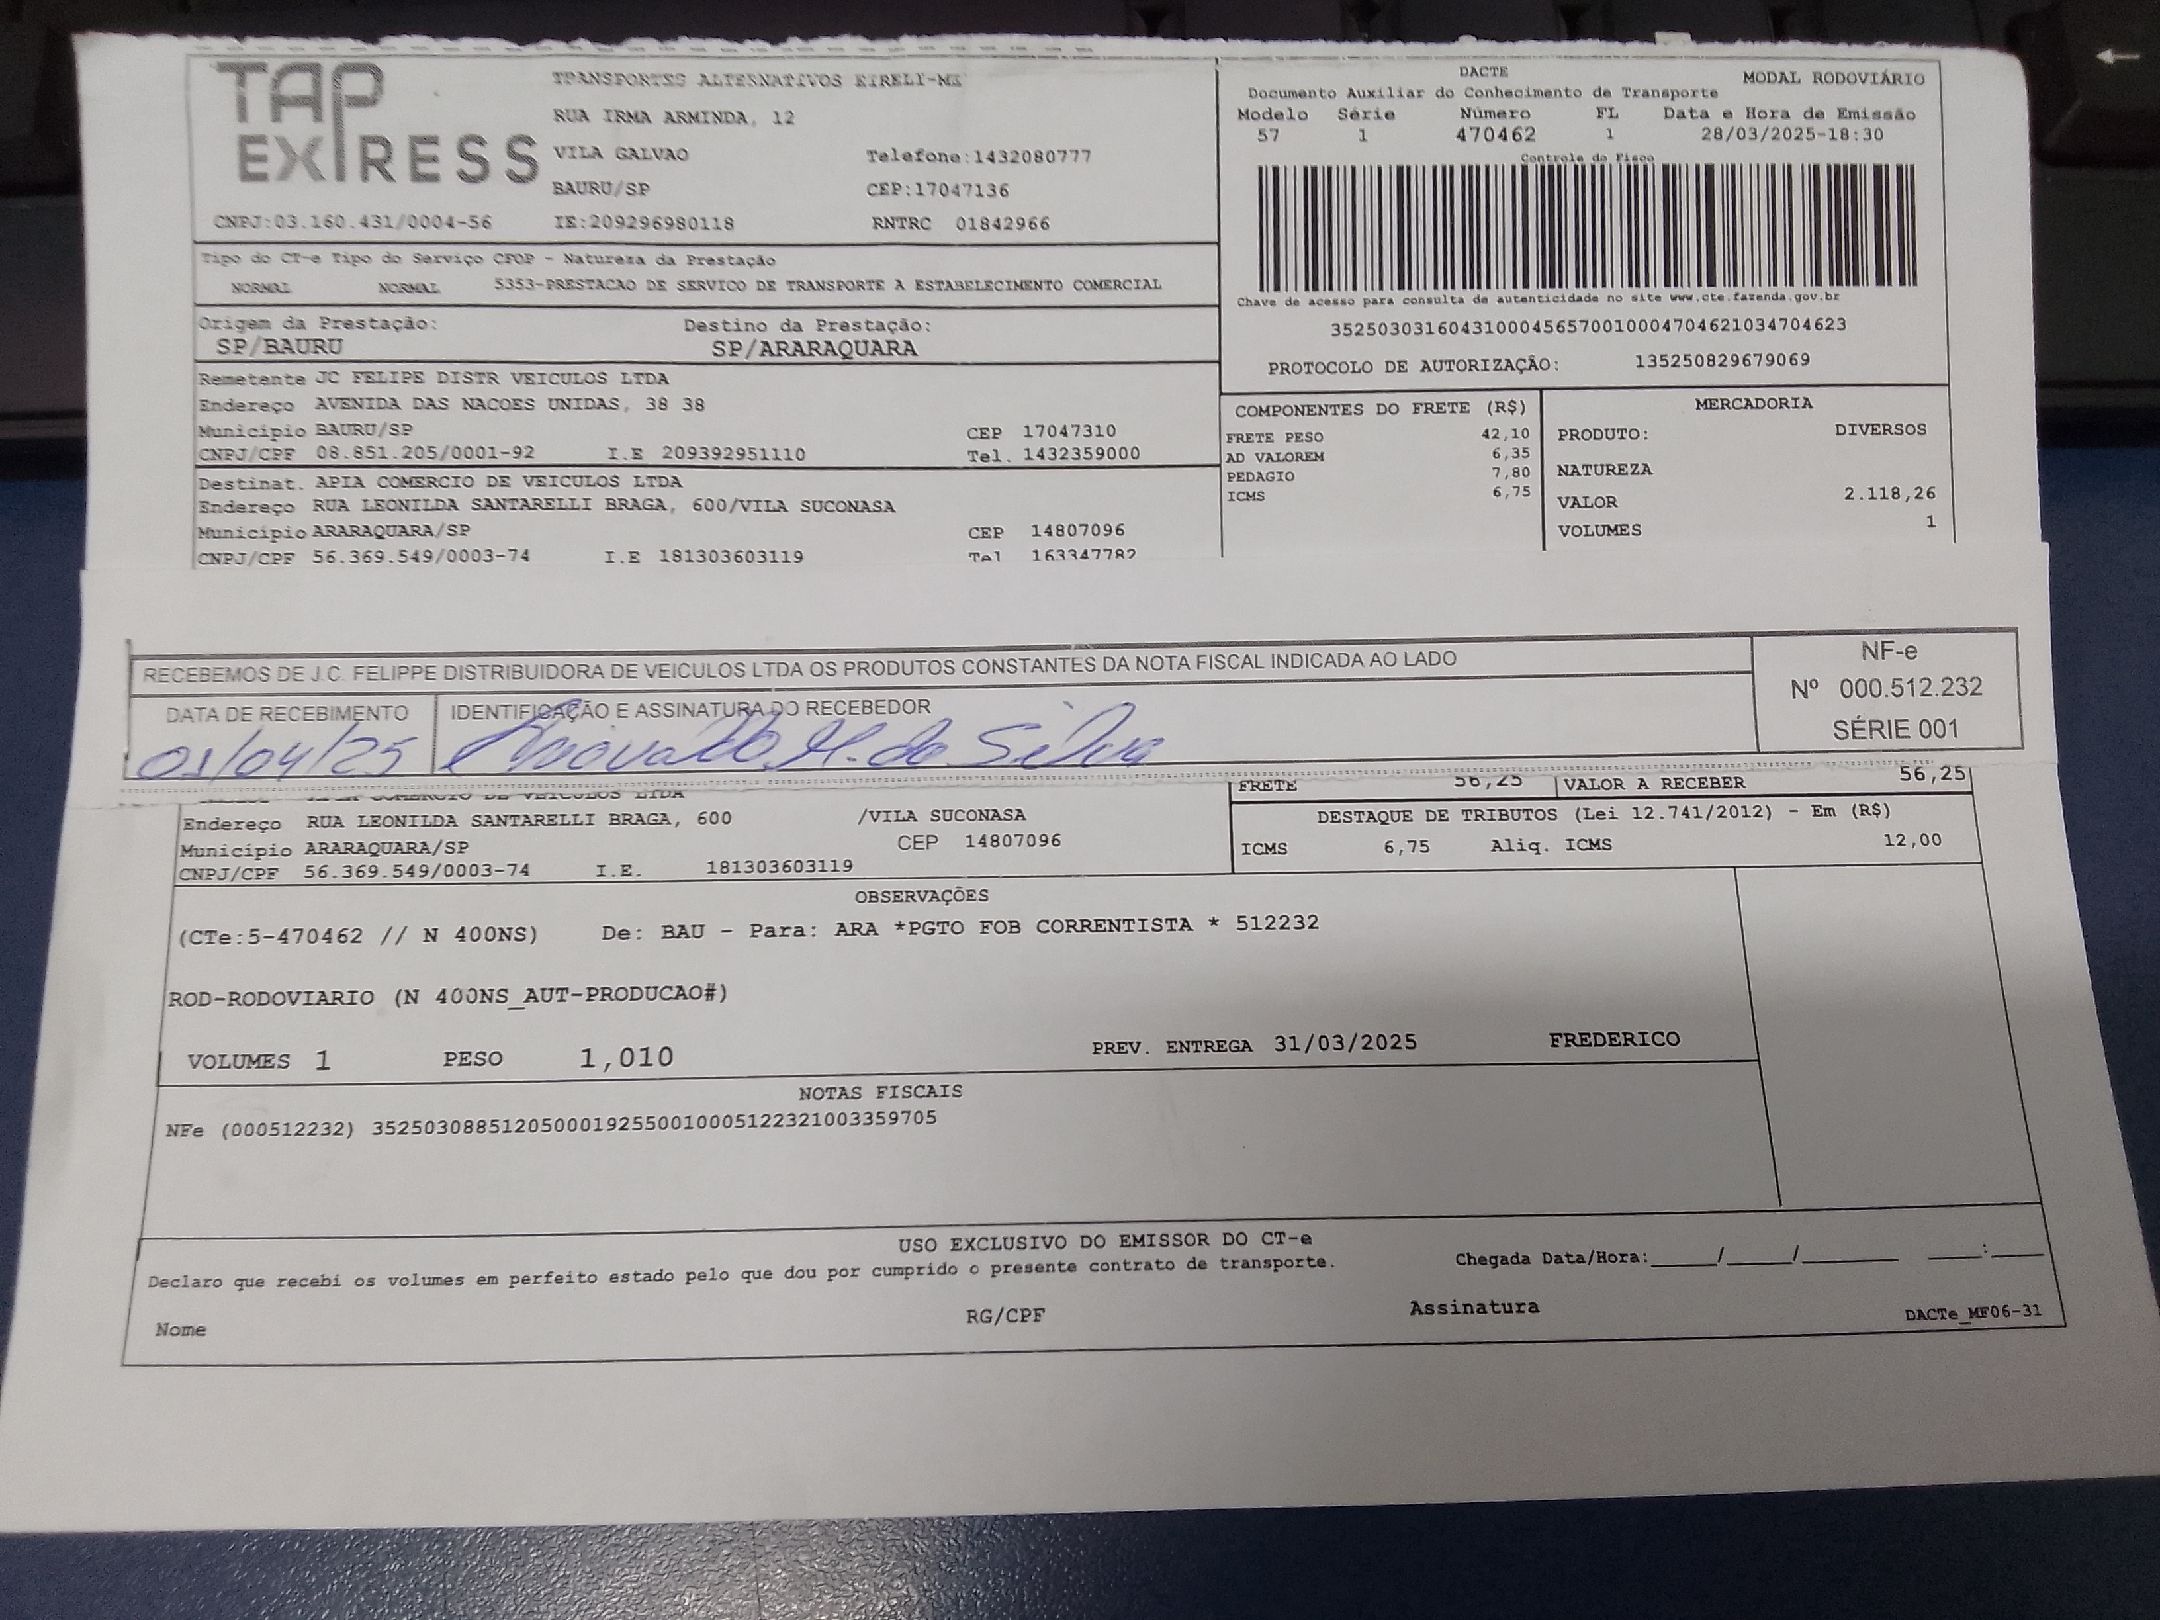 TAP EXPRESS
TRANSPORTES ALTERNATIVOS EIRELI-ME
RUA IRMA ARMINDA, 12
VILA GALVAO Telefone:1432080777
BAURU/SP CEP:17047136
CNPJ:03.160.431/0004-56 IE:209296980118 RNTRC 01842966
DACTE MODAL RODOVIÁRIO
Documento Auxiliar do Conhecimento de Transporte
Modelo Série Número FL Data e Hora de Emissão
57 1 470462 1 28/03/2025-18:30
Controle do Fisco
Chave de acesso para consulta de autenticidade no site www.cte.fazenda.gov.br
35250303160431000456570010004704621034704623
PROTOCOLO DE AUTORIZAÇÃO: 135250829679069
Tipo do CT-e Tipo do Serviço CFOP - Natureza da Prestação
NORMAL NORMAL 5353-PRESTACAO DE SERVICO DE TRANSPORTE A ESTABELECIMENTO COMERCIAL
Origem da Prestação: Destino da Prestação:
SP/BAURU SP/ARARAQUARA
Remetente JC FELIPE DISTR VEICULOS LTDA
Endereço AVENIDA DAS NACOES UNIDAS, 38 38
Município BAURU/SP CEP 17047310
CNPJ/CPF 08.851.205/0001-92 I.E 209392951110 Tel. 1432359000
Destinat. APIA COMERCIO DE VEICULOS LTDA
Endereço RUA LEONILDA SANTARELLI BRAGA, 600/VILA SUCONASA
Município ARARAQUARA/SP CEP 14807096
CNPJ/CPF 56.369.549/0003-74 I.E 181303603119 Tel 163347782
COMPONENTES DO FRETE (R$)
FRETE PESO 42,10
AD VALOREM 6,35
PEDAGIO 7,80
ICMS 6,75
MERCADORIA
PRODUTO: DIVERSOS
NATUREZA
VALOR 2.118,26
VOLUMES 1
RECEBEMOS DE J.C. FELIPPE DISTRIBUIDORA DE VEICULOS LTDA OS PRODUTOS CONSTANTES DA NOTA FISCAL INDICADA AO LADO
DATA DE RECEBIMENTO IDENTIFICAÇÃO E ASSINATURA DO RECEBEDOR
01/04/25 M. da Silva
NF-e
Nº 000.512.232
SÉRIE 001
COMERCIO DE VEICULOS LTDA
Endereço RUA LEONILDA SANTARELLI BRAGA, 600 /VILA SUCONASA
Município ARARAQUARA/SP CEP 14807096
CNPJ/CPF 56.369.549/0003-74 I.E. 181303603119
FRETE 56,25 VALOR A RECEBER 56,25
DESTAQUE DE TRIBUTOS (Lei 12.741/2012) - Em (R$)
ICMS 6,75 Aliq. ICMS 12,00
OBSERVAÇÕES
(CTe:5-470462 // N 400NS) De: BAU - Para: ARA *PGTO FOB CORRENTISTA * 512232
ROD-RODOVIARIO (N 400NS_AUT-PRODUCAO#)
VOLUMES 1 PESO 1,010 PREV. ENTREGA 31/03/2025 FREDERICO
NOTAS FISCAIS
NFe (000512232) 35250308851205000192550010005122321003359705
USO EXCLUSIVO DO EMISSOR DO CT-e
Declaro que recebi os volumes em perfeito estado pelo que dou por cumprido o presente contrato de transporte.
Chegada Data/Hora:_____/_____/_______ ____:____
Nome RG/CPF Assinatura DACTe_MF06-31